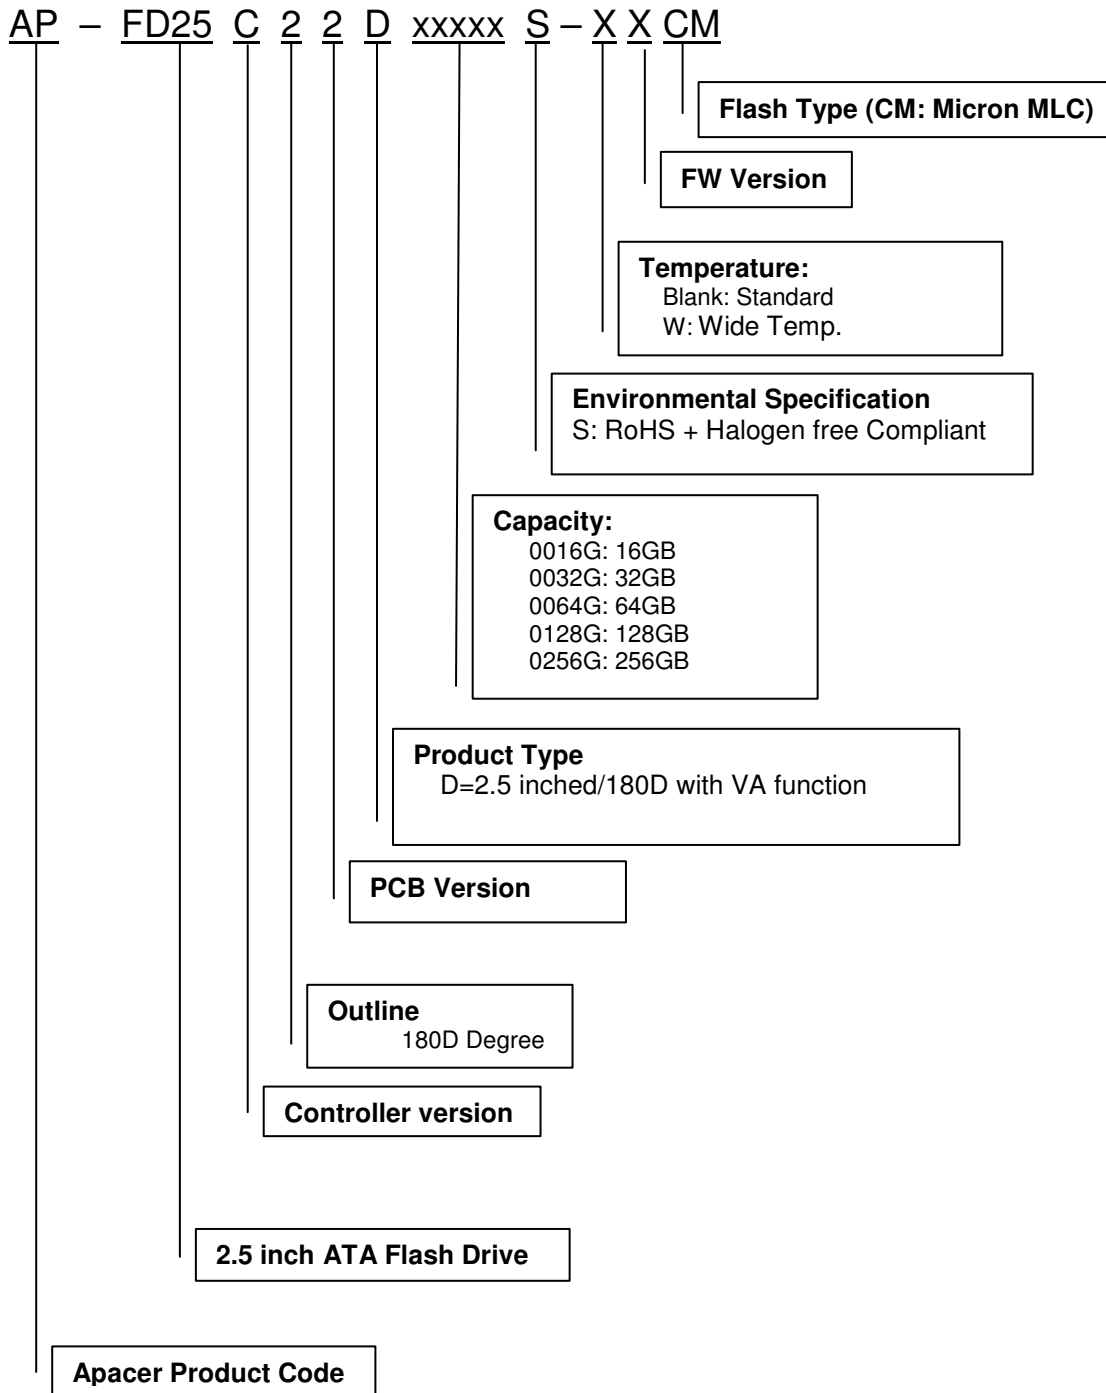 AP – FD25 C 2 2 D xxxxx S – X X CM
Flash Type (CM: Micron MLC)
FW Version
Temperature:
Blank: Standard
W: Wide Temp.
Environmental Specification
S: RoHS + Halogen free Compliant
Capacity:
0016G: 16GB
0032G: 32GB
0064G: 64GB
0128G: 128GB
0256G: 256GB
Product Type
D=2.5 inched/180D with VA function
PCB Version
Outline
180D Degree
Controller version
2.5 inch ATA Flash Drive
Apacer Product Code